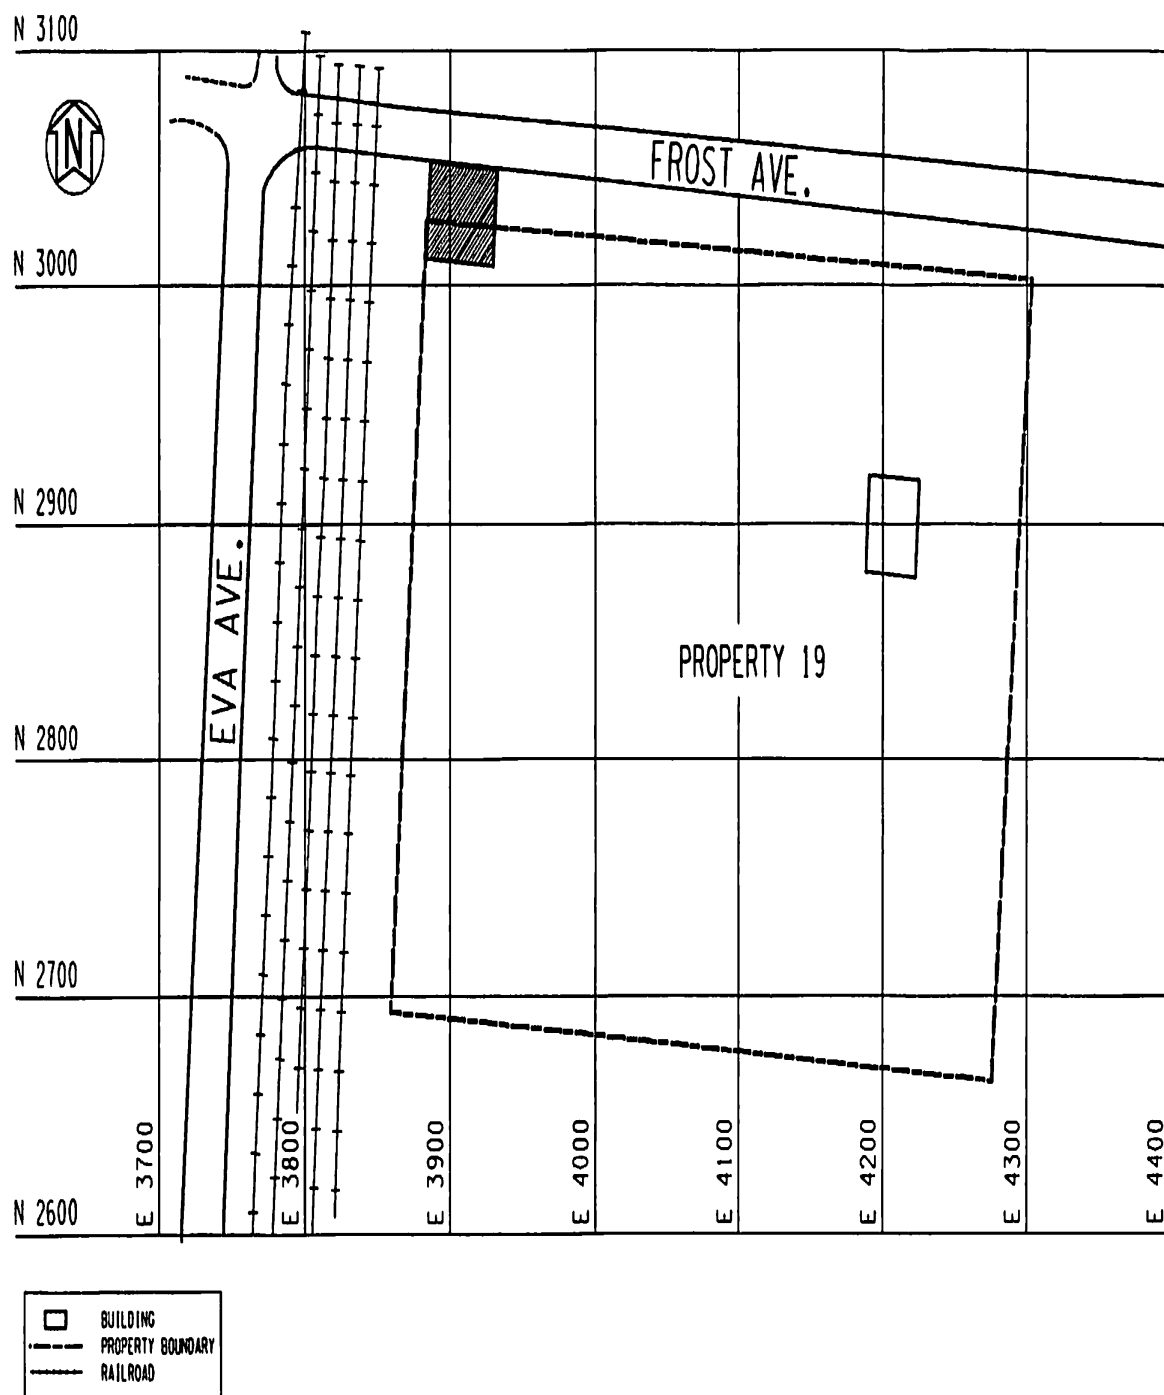 N 3100
N
FROST AVE.
N 3000
N 2900
EVA AVE.
PROPERTY 19
N 2800
N 2700
E 3700
E 3800
E 3900
E 4000
E 4100
E 4200
E 4300
E 4400
N 2600
BUILDING
PROPERTY BOUNDARY
RAILROAD